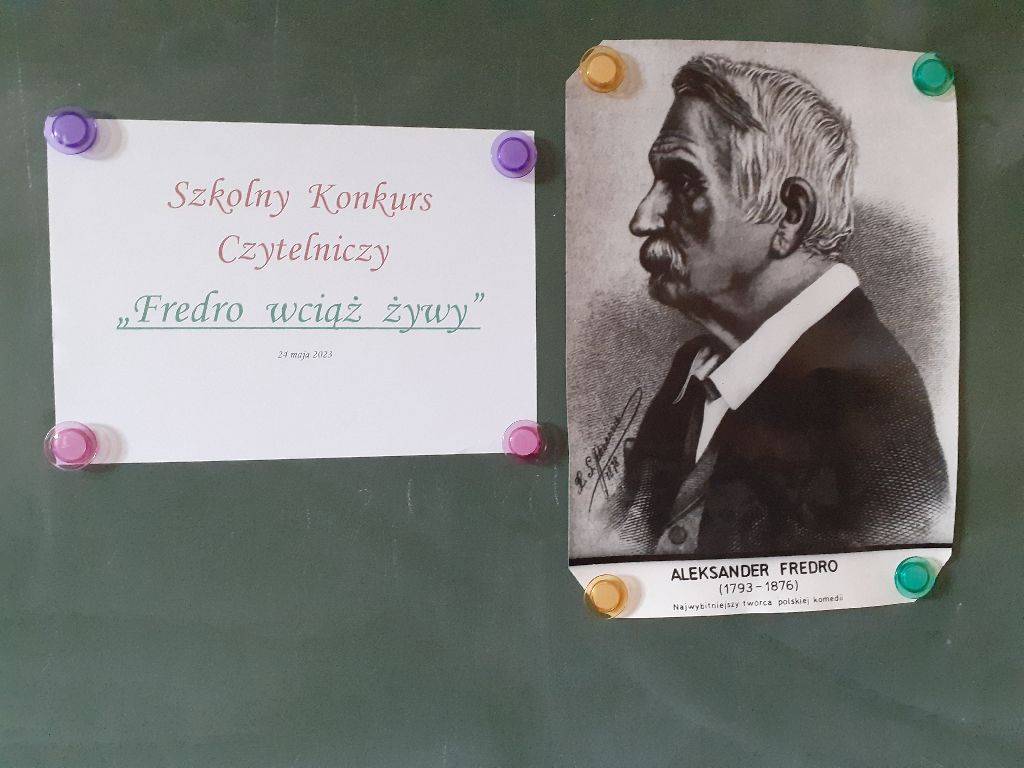 Szkolny Konkurs
Czytelniczy
„Fredro wciąż żywy”
24 maja 2023
ALEKSANDER FREDRO
(1793-1876)
Najwybitniejszy twórca polskiej komedii